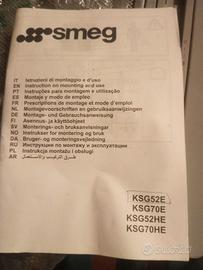 smeg
IT Istruzioni di montaggio e d'uso
EN Instruction on mounting and use
PT Instruções para montagem e utilização
ES Montaje y modo de empleo
FR Prescriptions de montage et mode d'emploi
NL Montagevoorschriften en gebruiksaanwijzingen
DE Montage- und Gebrauchsanweisung
FI Asennus- ja käyttöohjeet
SV Monterings- och bruksanvisningar
NO Instrukser for montering og bruk
DA Bruger- og monteringsvejledning
RU Инструкции по монтажу и эксплуатации
PL Instrukcja montażu i obsługi
AR طرق التركيب والاستعمال
KSG52E
KSG70E
KSG52HE
KSG70HE